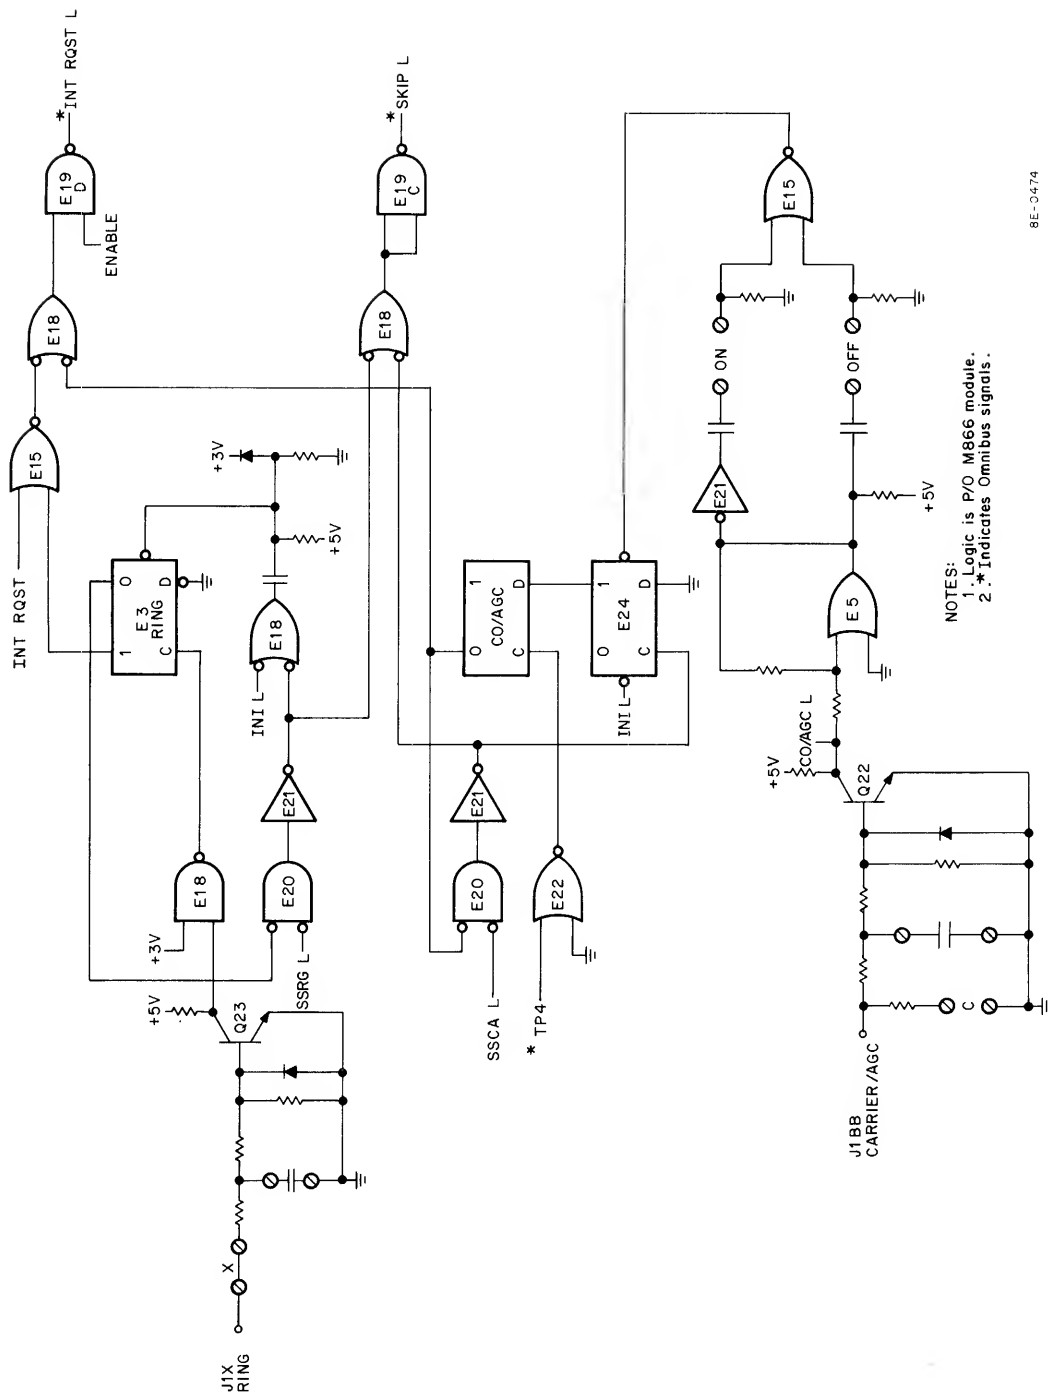 * INT RQST L
E19
D
ENABLE
E18
E15
INT RQST
* SKIP L
E19
C
E18
+3V
+5V
1
0
E3
RING
C
D
E18
INI L
E21
E18
+3V
E20
SSRG L
+5V
Q23
X
J1X
RING
0
1
CO/AGC
C
D
0
1
E24
C
D
INI L
E21
E20
SSCA L
E22
* TP4
E15
ON
OFF
E21
+5V
E5
CO/AGC L
+5V
Q22
C
J1BB
CARRIER/AGC
NOTES:
1. Logic is P/O M866 module.
2. * Indicates Omnibus signals.
8E-0474